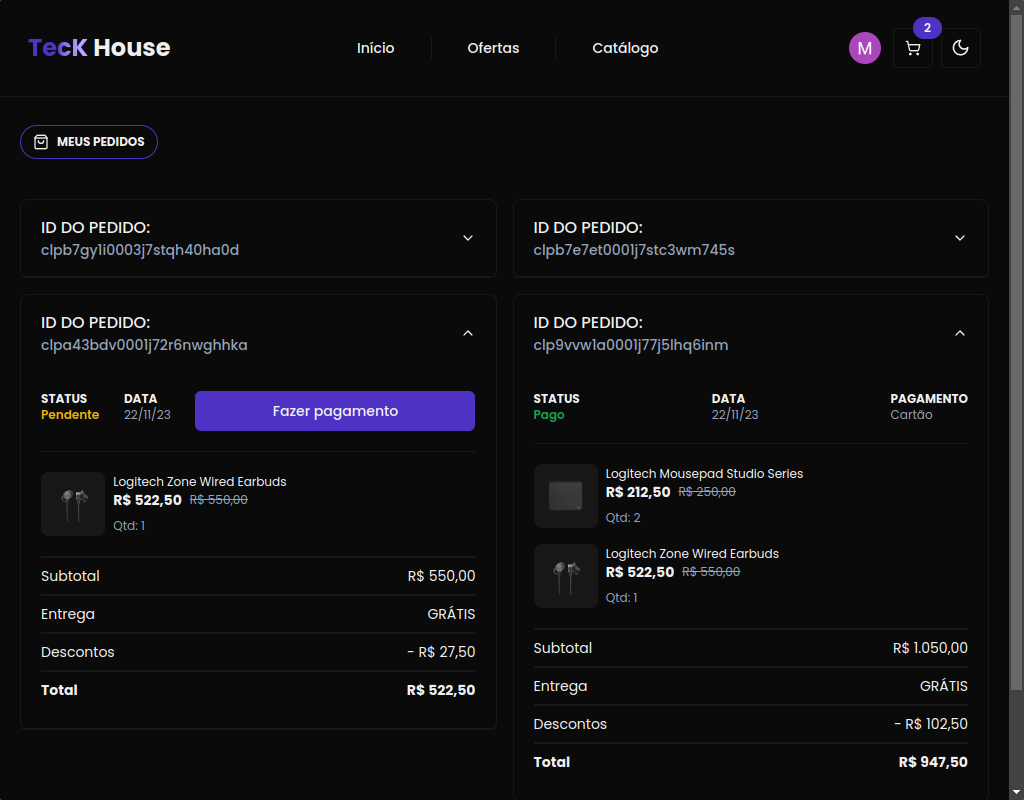 TecK House
Início
Ofertas
Catálogo
M
2
MEUS PEDIDOS
ID DO PEDIDO:
clpb7gy1i0003j7stqh40ha0d
ID DO PEDIDO:
clpb7e7et0001j7stc3wm745s
ID DO PEDIDO:
clpa43bdv0001j72r6nwghhka
STATUS
Pendente
DATA
22/11/23
Fazer pagamento
Logitech Zone Wired Earbuds
R$ 522,50 R$ 550,00
Qtd: 1
Subtotal R$ 550,00
Entrega GRÁTIS
Descontos - R$ 27,50
Total R$ 522,50
ID DO PEDIDO:
clp9vvw1a0001j77j5lhq6inm
STATUS
Pago
DATA
22/11/23
PAGAMENTO
Cartão
Logitech Mousepad Studio Series
R$ 212,50 R$ 250,00
Qtd: 2
Logitech Zone Wired Earbuds
R$ 522,50 R$ 550,00
Qtd: 1
Subtotal R$ 1.050,00
Entrega GRÁTIS
Descontos - R$ 102,50
Total R$ 947,50